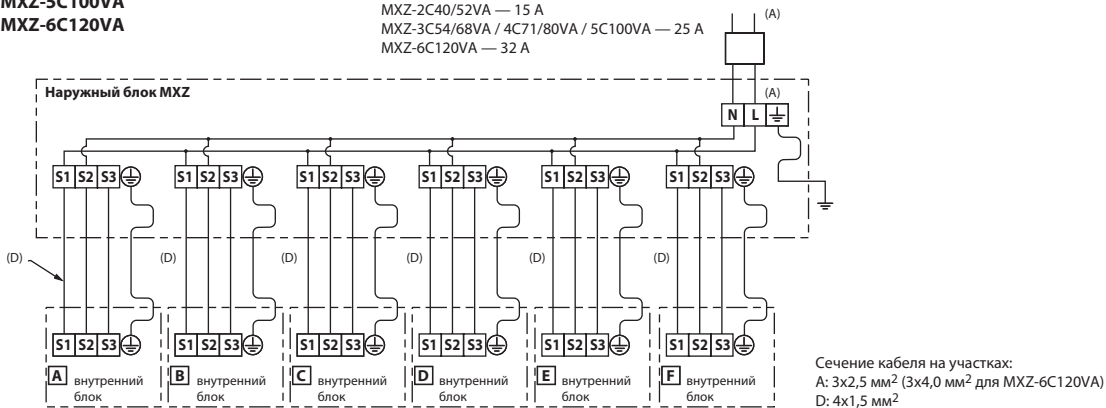 MXZ-5C100VA
MXZ-6C120VA
MXZ-2C40/52VA — 15 A
MXZ-3C54/68VA / 4C71/80VA / 5C100VA — 25 A
MXZ-6C120VA — 32 A
(A)
Наружный блок MXZ
(A)
N L
S1 S2 S3 S1 S2 S3 S1 S2 S3 S1 S2 S3 S1 S2 S3 S1 S2 S3
(D) (D) (D) (D) (D) (D)
S1 S2 S3 S1 S2 S3 S1 S2 S3 S1 S2 S3 S1 S2 S3 S1 S2 S3
A внутренний блок
B внутренний блок
C внутренний блок
D внутренний блок
E внутренний блок
F внутренний блок
Сечение кабеля на участках:
A: 3x2,5 мм2 (3x4,0 мм2 для MXZ-6C120VA)
D: 4x1,5 мм2